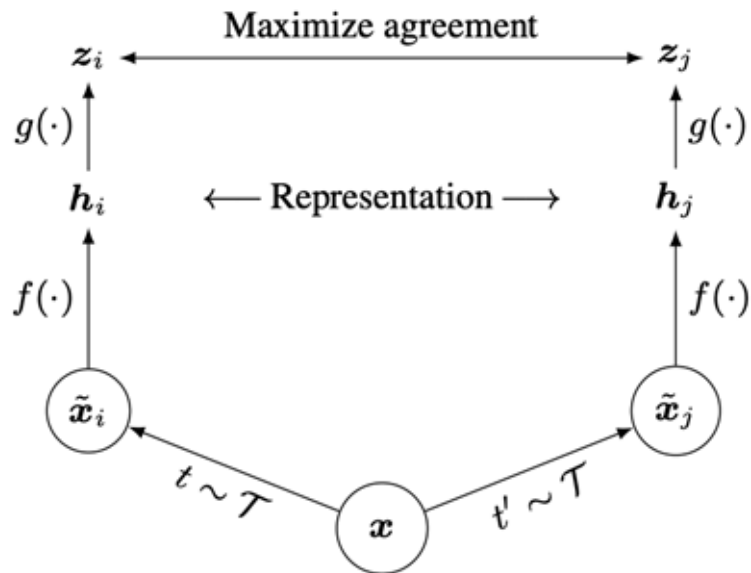 Maximize agreement
z_i z_j
g(·) g(·)
h_i ← Representation → h_j
f(·) f(·)
x̃_i x̃_j
t ∼ 𝒯 t' ∼ 𝒯
x